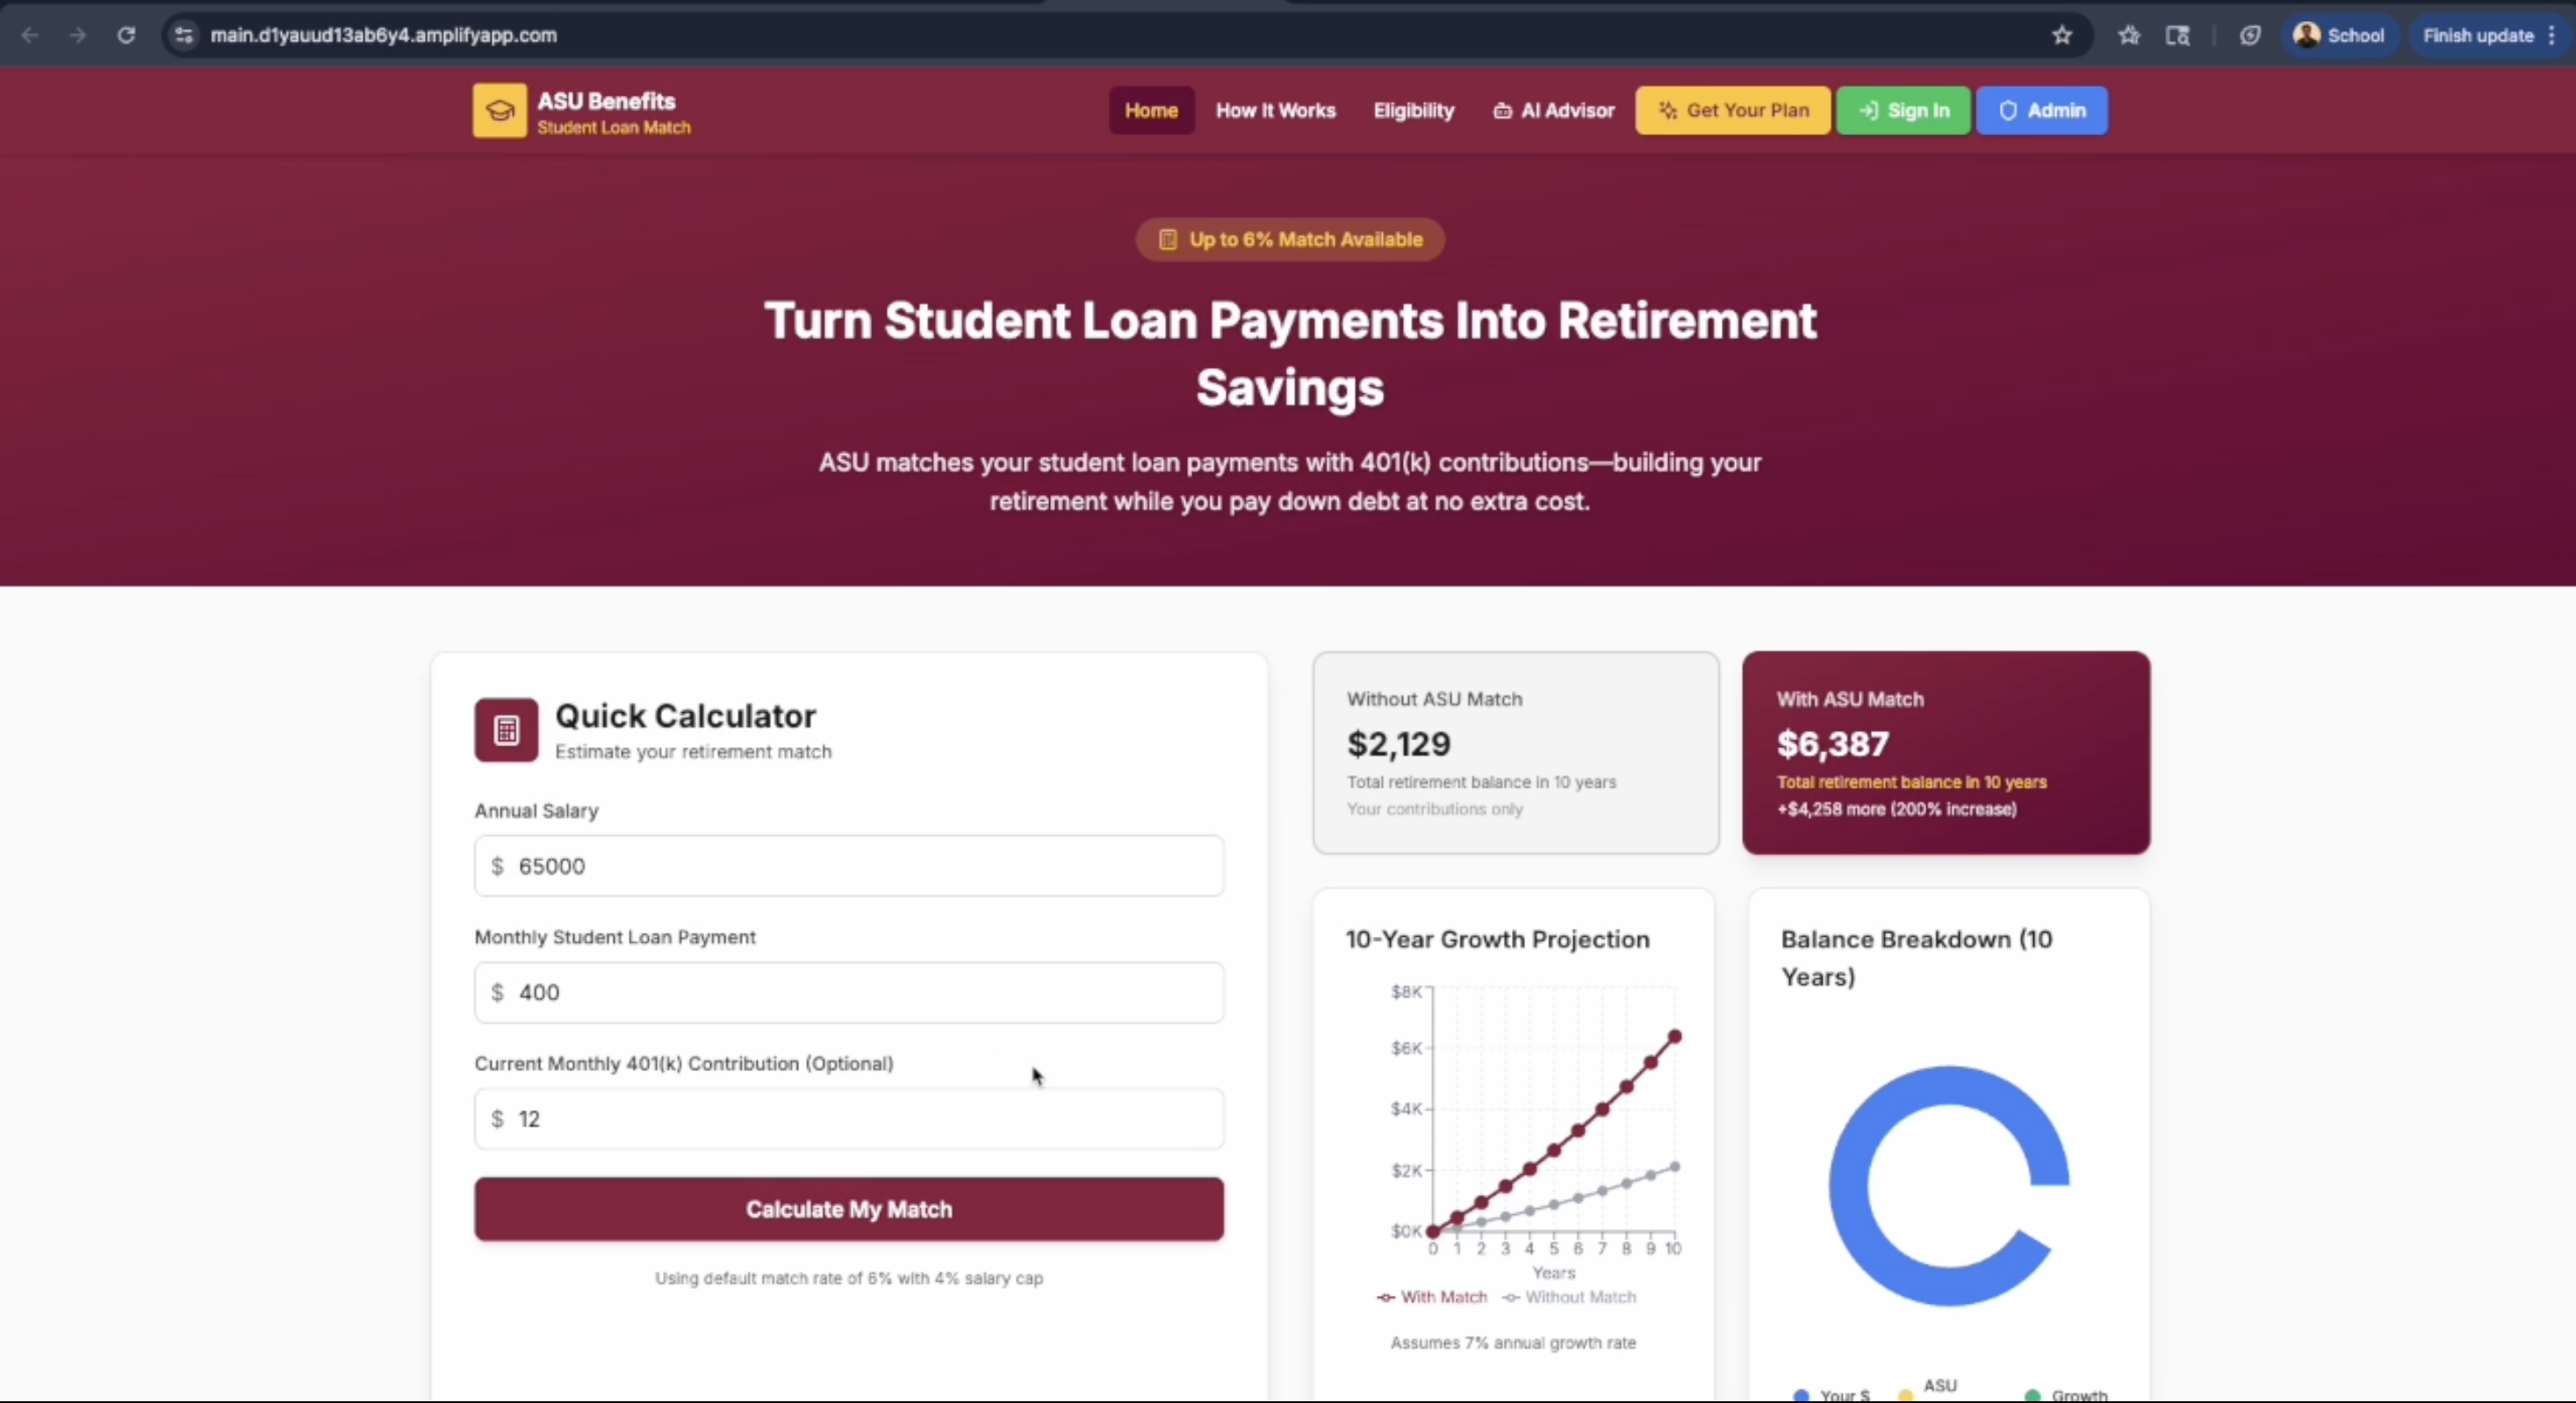 main.d1yauud13ab6y4.amplifyapp.com
School
Finish update
ASU Benefits
Student Loan Match
Home
How It Works
Eligibility
AI Advisor
Get Your Plan
Sign In
Admin
Up to 6% Match Available
Turn Student Loan Payments Into Retirement
Savings
ASU matches your student loan payments with 401(k) contributions—building your
retirement while you pay down debt at no extra cost.
Quick Calculator
Estimate your retirement match
Annual Salary
$ 65000
Monthly Student Loan Payment
$ 400
Current Monthly 401(k) Contribution (Optional)
$ 12
Calculate My Match
Using default match rate of 6% with 4% salary cap
Without ASU Match
$2,129
Total retirement balance in 10 years
Your contributions only
With ASU Match
$6,387
Total retirement balance in 10 years
+$4,258 more (200% increase)
10-Year Growth Projection
$8K
$6K
$4K
$2K
$0K
0 1 2 3 4 5 6 7 8 9 10
Years
With Match Without Match
Assumes 7% annual growth rate
Balance Breakdown (10
Years)
Your $
ASU
Growth